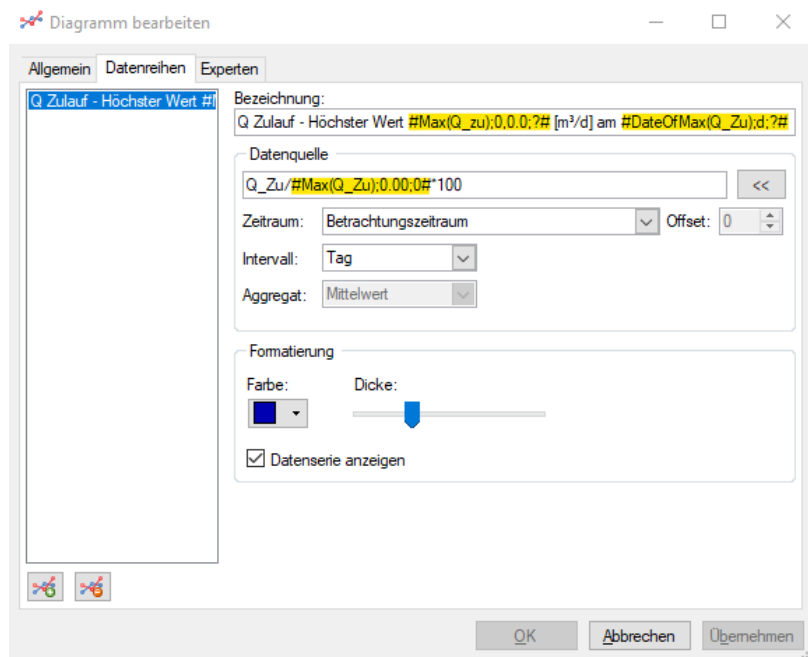 Diagramm bearbeiten
Allgemein Datenreihen Experten
Q Zulauf - Höchster Wert #M
Bezeichnung:
Q Zulauf - Höchster Wert #Max(Q_zu);0,0.0;?# [m³/d] am #DateOfMax(Q_Zu);d;?#
Datenquelle
Q_Zu/#Max(Q_Zu);0.00;0#*100 <<
Zeitraum: Betrachtungszeitraum Offset: 0
Intervall: Tag
Aggregat: Mittelwert
Formatierung
Farbe: Dicke:
Datenserie anzeigen
OK Abbrechen Übernehmen